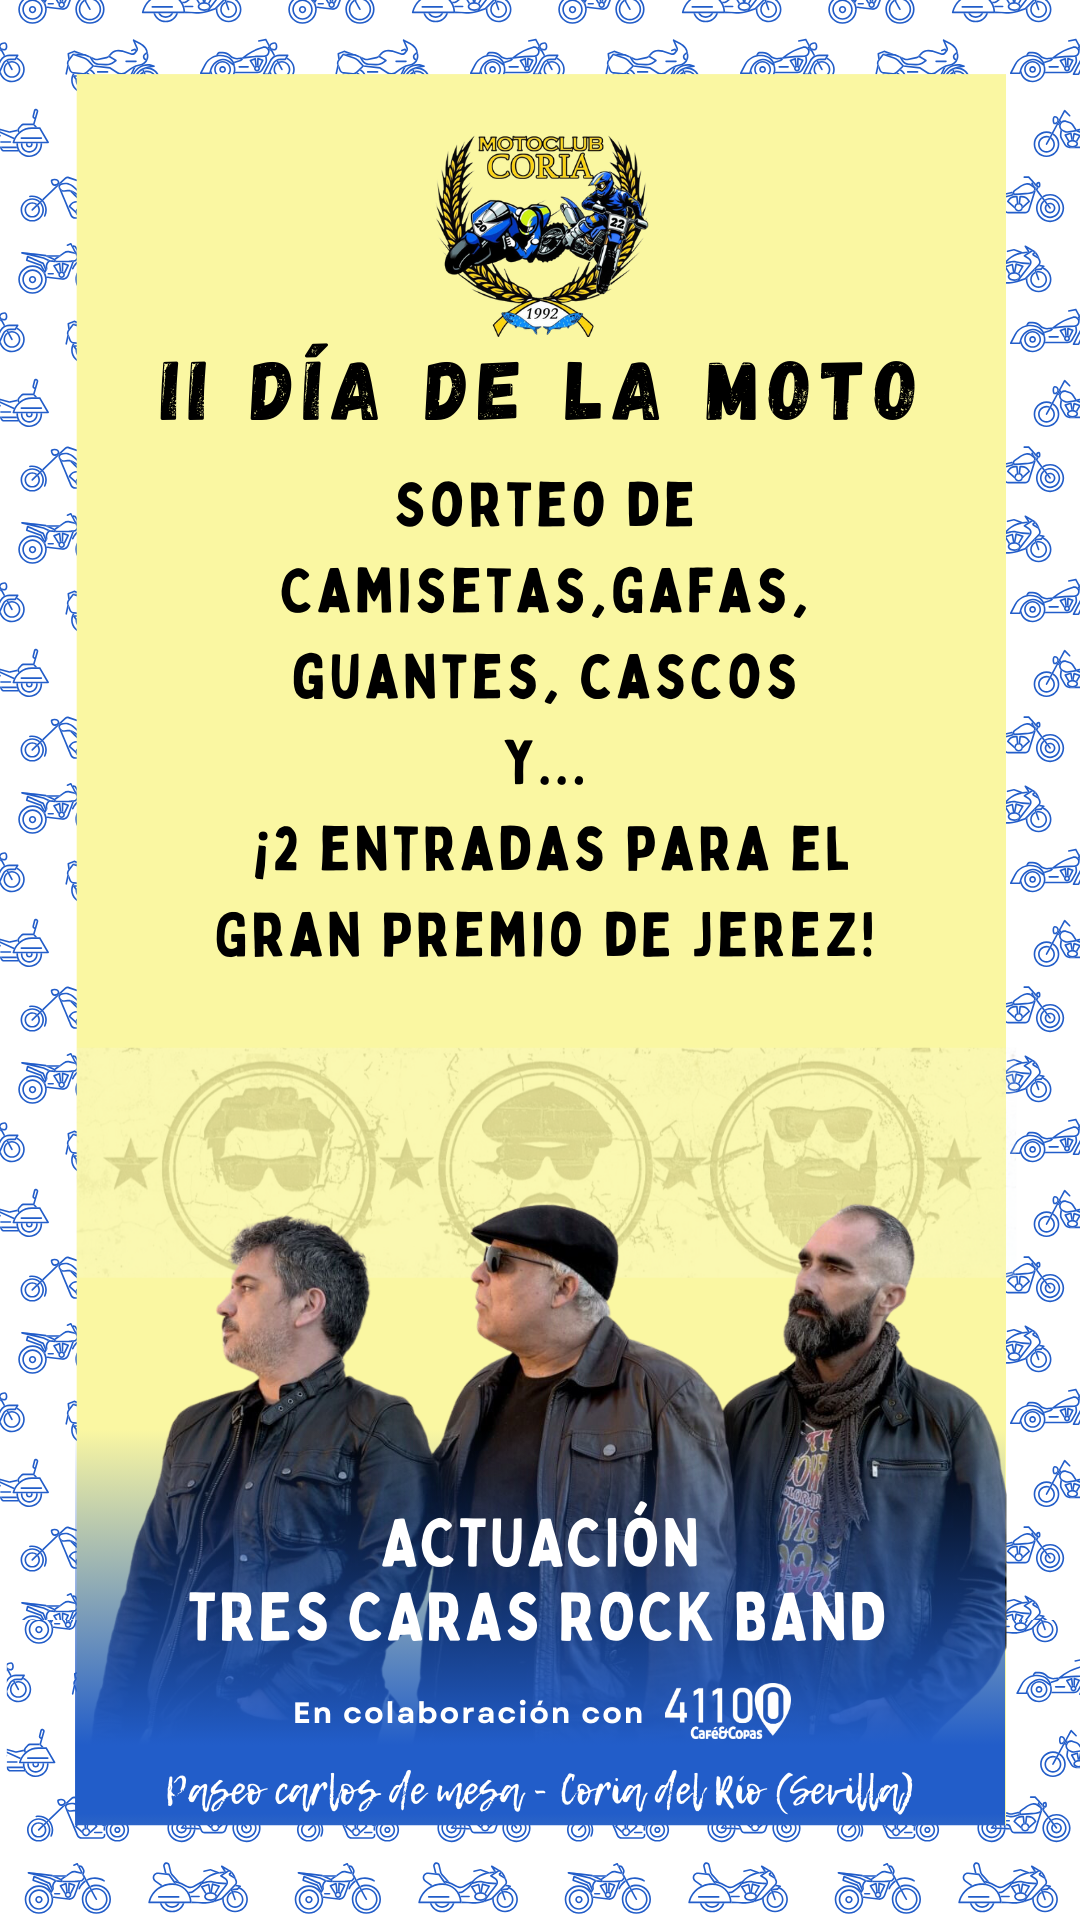 MOTOCLUB
CORIA
20
22
1992
II DÍA DE LA MOTO
SORTEO DE
CAMISETAS,GAFAS,
GUANTES, CASCOS
Y...
¡2 ENTRADAS PARA EL
GRAN PREMIO DE JEREZ!
ACTUACIÓN
TRES CARAS ROCK BAND
En colaboración con 41100
Café&Copas
Paseo carlos de mesa - Coria del Río (Sevilla)